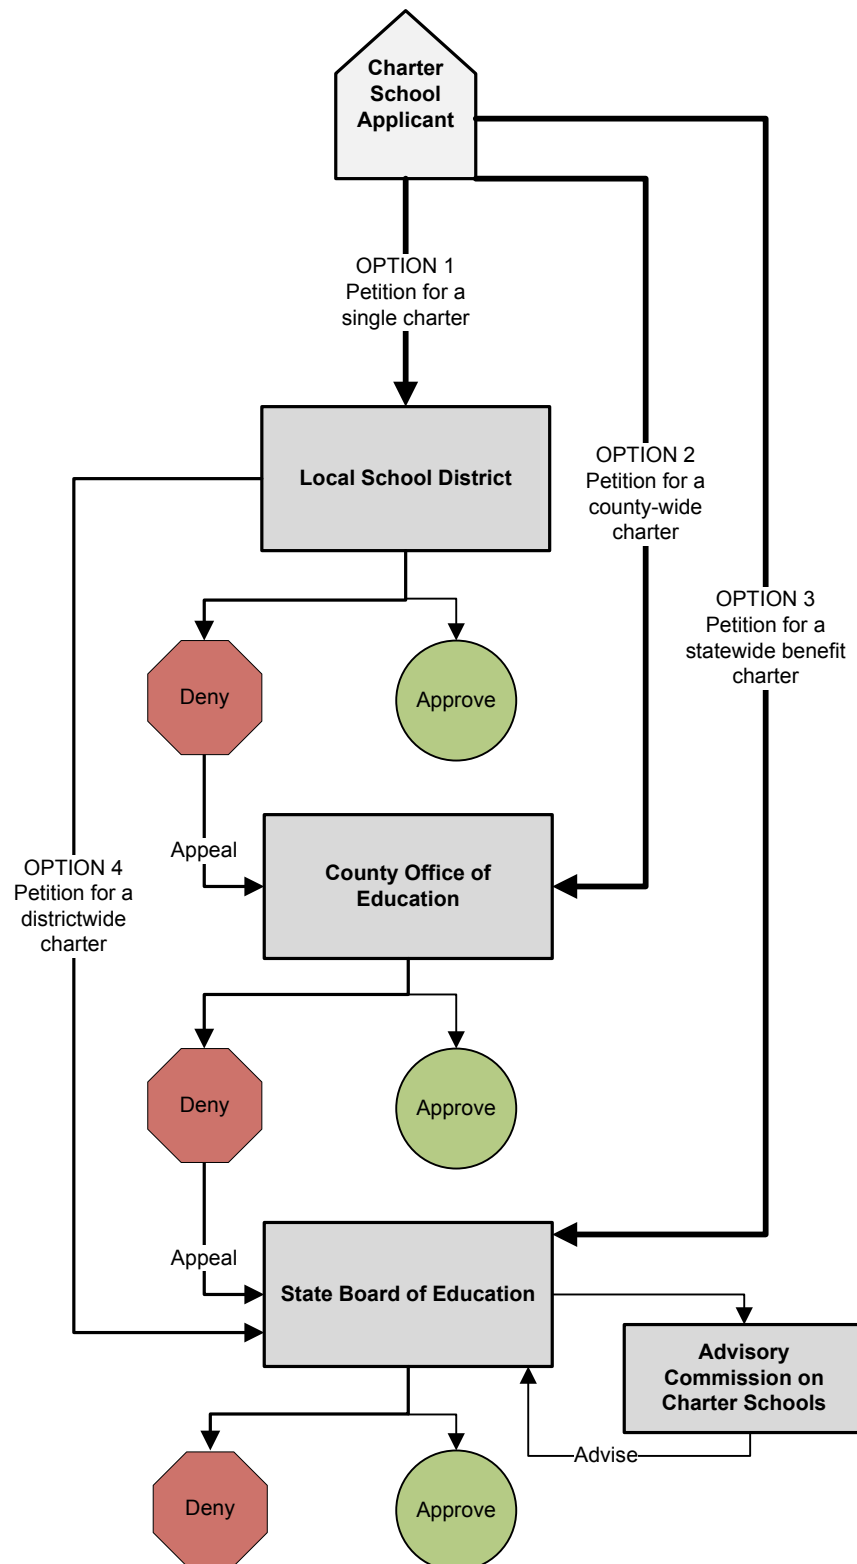 Charter
School
Applicant
OPTION 1
Petition for a
single charter
OPTION 2
Petition for a
county-wide
charter
Local School District
OPTION 3
Petition for a
statewide benefit
charter
Deny
Approve
Appeal
OPTION 4
Petition for a
districtwide
charter
County Office of
Education
Deny
Approve
Appeal
State Board of Education
Advisory
Commission on
Charter Schools
Advise
Deny
Approve